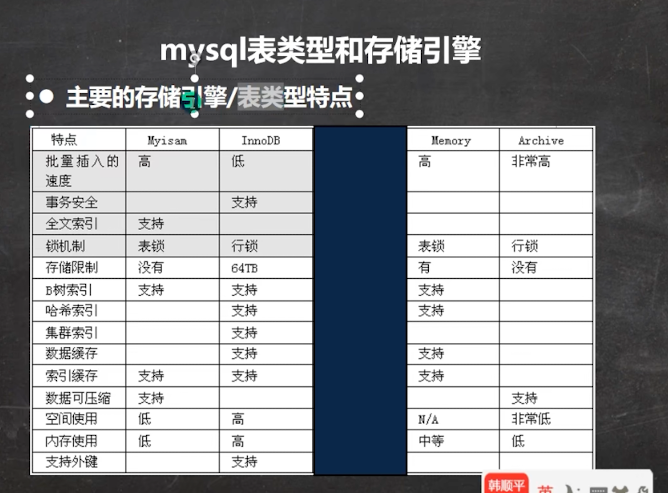 mysql表类型和存储引擎
● 主要的存储引擎/表类型特点
特点 Myisam InnoDB Memory Archive
批量插入的 高 低 高 非常高
速度
事务安全 支持
全文索引 支持
锁机制 表锁 行锁 表锁 行锁
存储限制 没有 64TB 有 没有
B树索引 支持 支持 支持
哈希索引 支持 支持
集群索引 支持
数据缓存 支持 支持
索引缓存 支持 支持 支持
数据可压缩 支持 支持
空间使用 低 高 N/A 非常低
内存使用 低 高 中等 低
支持外键 支持
韩顺平 英